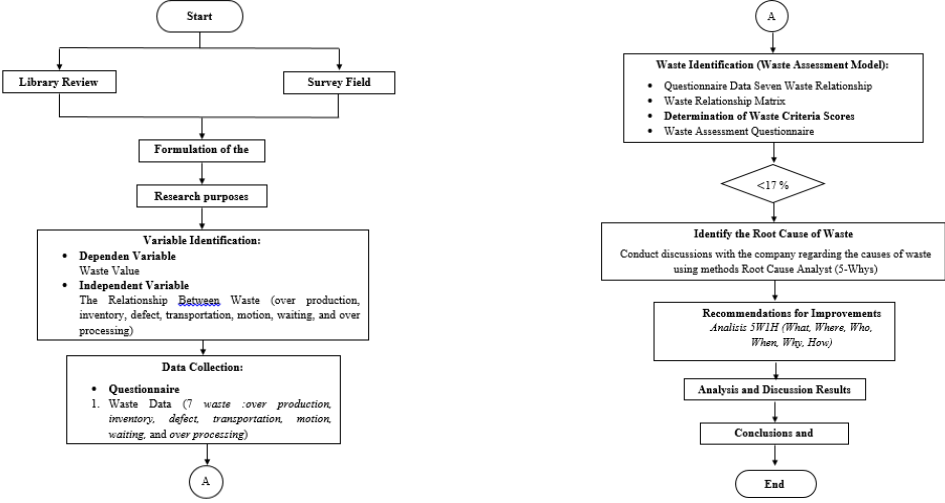 Start
Library Review
Survey Field
Formulation of the
Research purposes
Variable Identification:
• Dependen Variable
Waste Value
• Independent Variable
The Relationship Between Waste (over production,
inventory, defect, transportation, motion, waiting, and over
processing)
Data Collection:
• Questionnaire
1. Waste Data (7 waste :over production,
inventory, defect, transportation, motion,
waiting, and over processing)
A
A
Waste Identification (Waste Assessment Model):
• Questionnaire Data Seven Waste Relationship
• Waste Relationship Matrix
• Determination of Waste Criteria Scores
• Waste Assessment Questionnaire
<17 %
Identify the Root Cause of Waste
Conduct discussions with the company regarding the causes of waste
using methods Root Cause Analyst (5-Whys)
Recommendations for Improvements
Analisis 5W1H (What, Where, Who,
When, Why, How)
Analysis and Discussion Results
Conclusions and
End